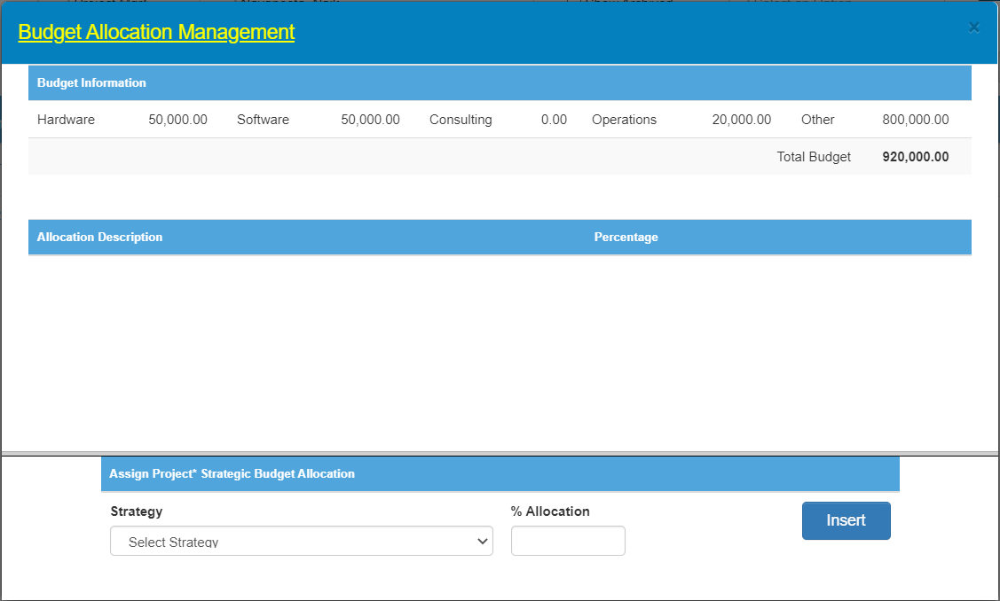 Budget Allocation Management
×
Budget Information
Hardware 50,000.00 Software 50,000.00 Consulting 0.00 Operations 20,000.00 Other 800,000.00
Total Budget 920,000.00
Allocation Description Percentage
Assign Project* Strategic Budget Allocation
Strategy % Allocation
Insert
Select Strategy